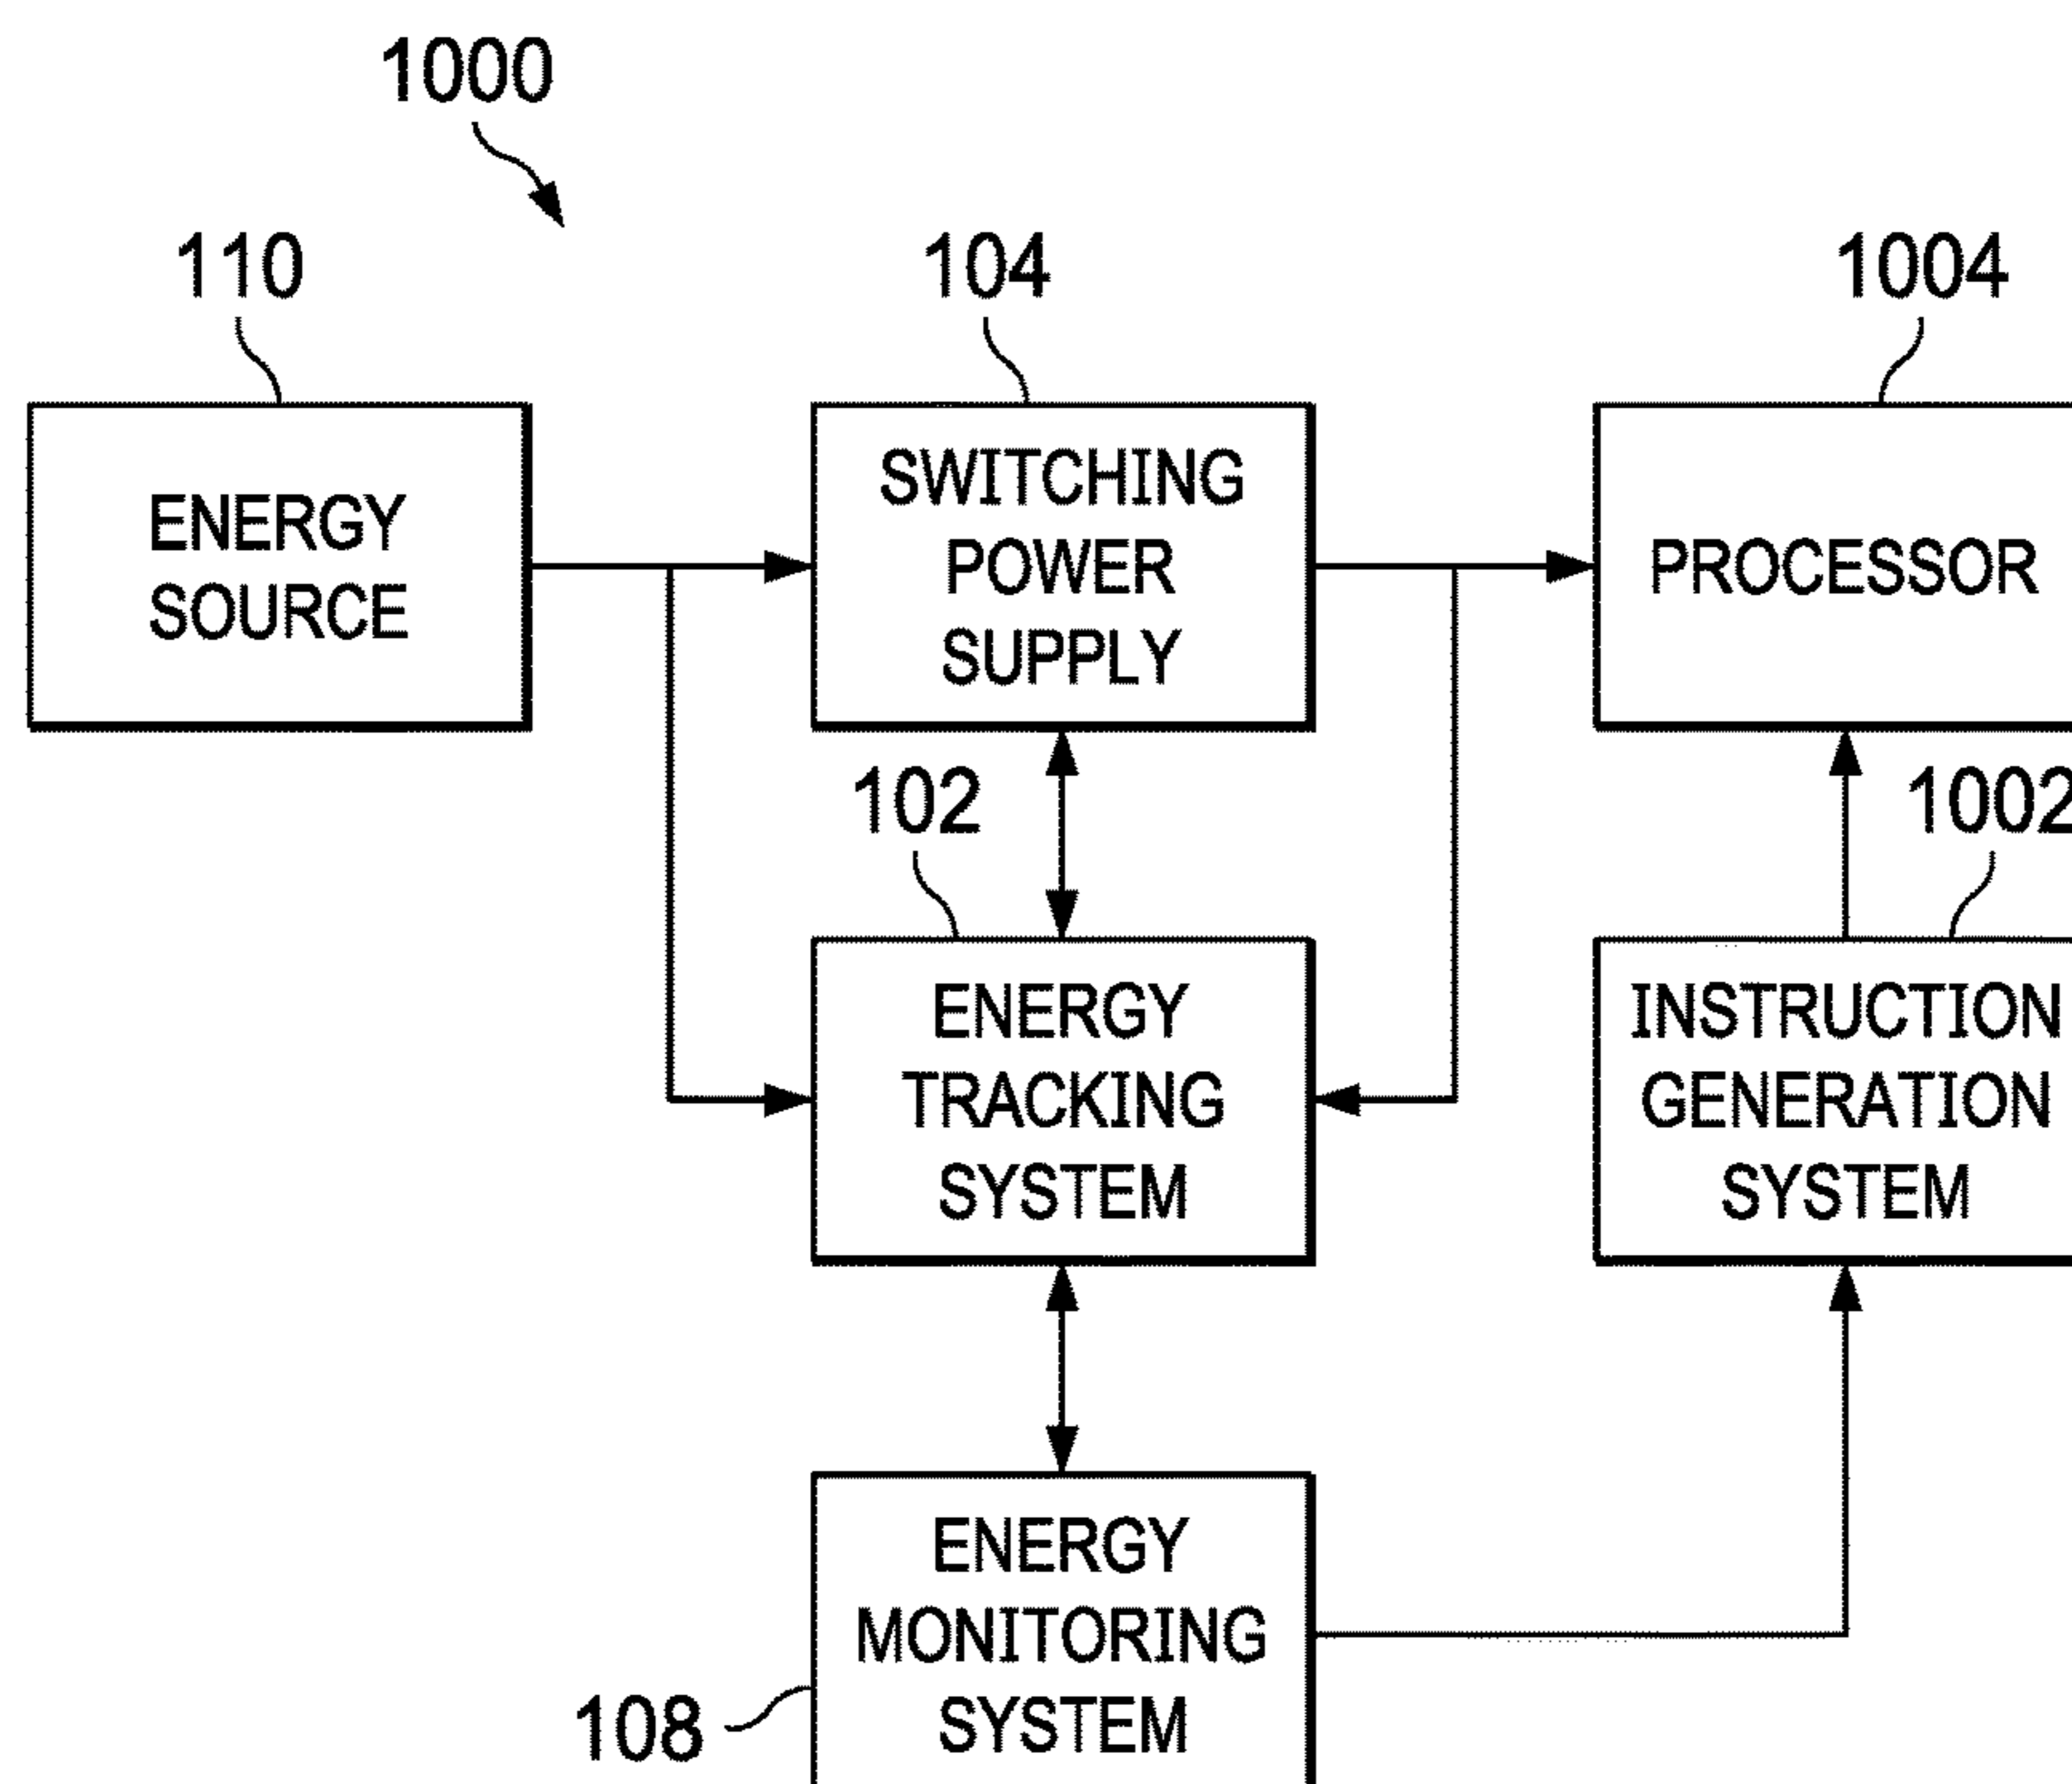 1000
110
104
1004
ENERGY
SOURCE
SWITCHING
POWER
SUPPLY
PROCESSOR
102
1002
ENERGY
TRACKING
SYSTEM
INSTRUCTION
GENERATION
SYSTEM
ENERGY
MONITORING
SYSTEM
108